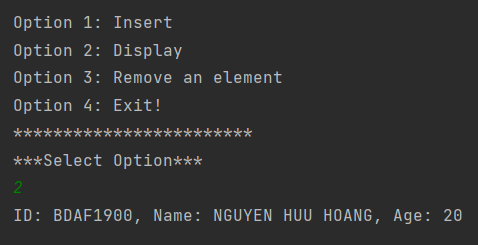 Option 1: Insert
Option 2: Display
Option 3: Remove an element
Option 4: Exit!
************************
***Select Option***
2
ID: BDAF1900, Name: NGUYEN HUU HOANG, Age: 20